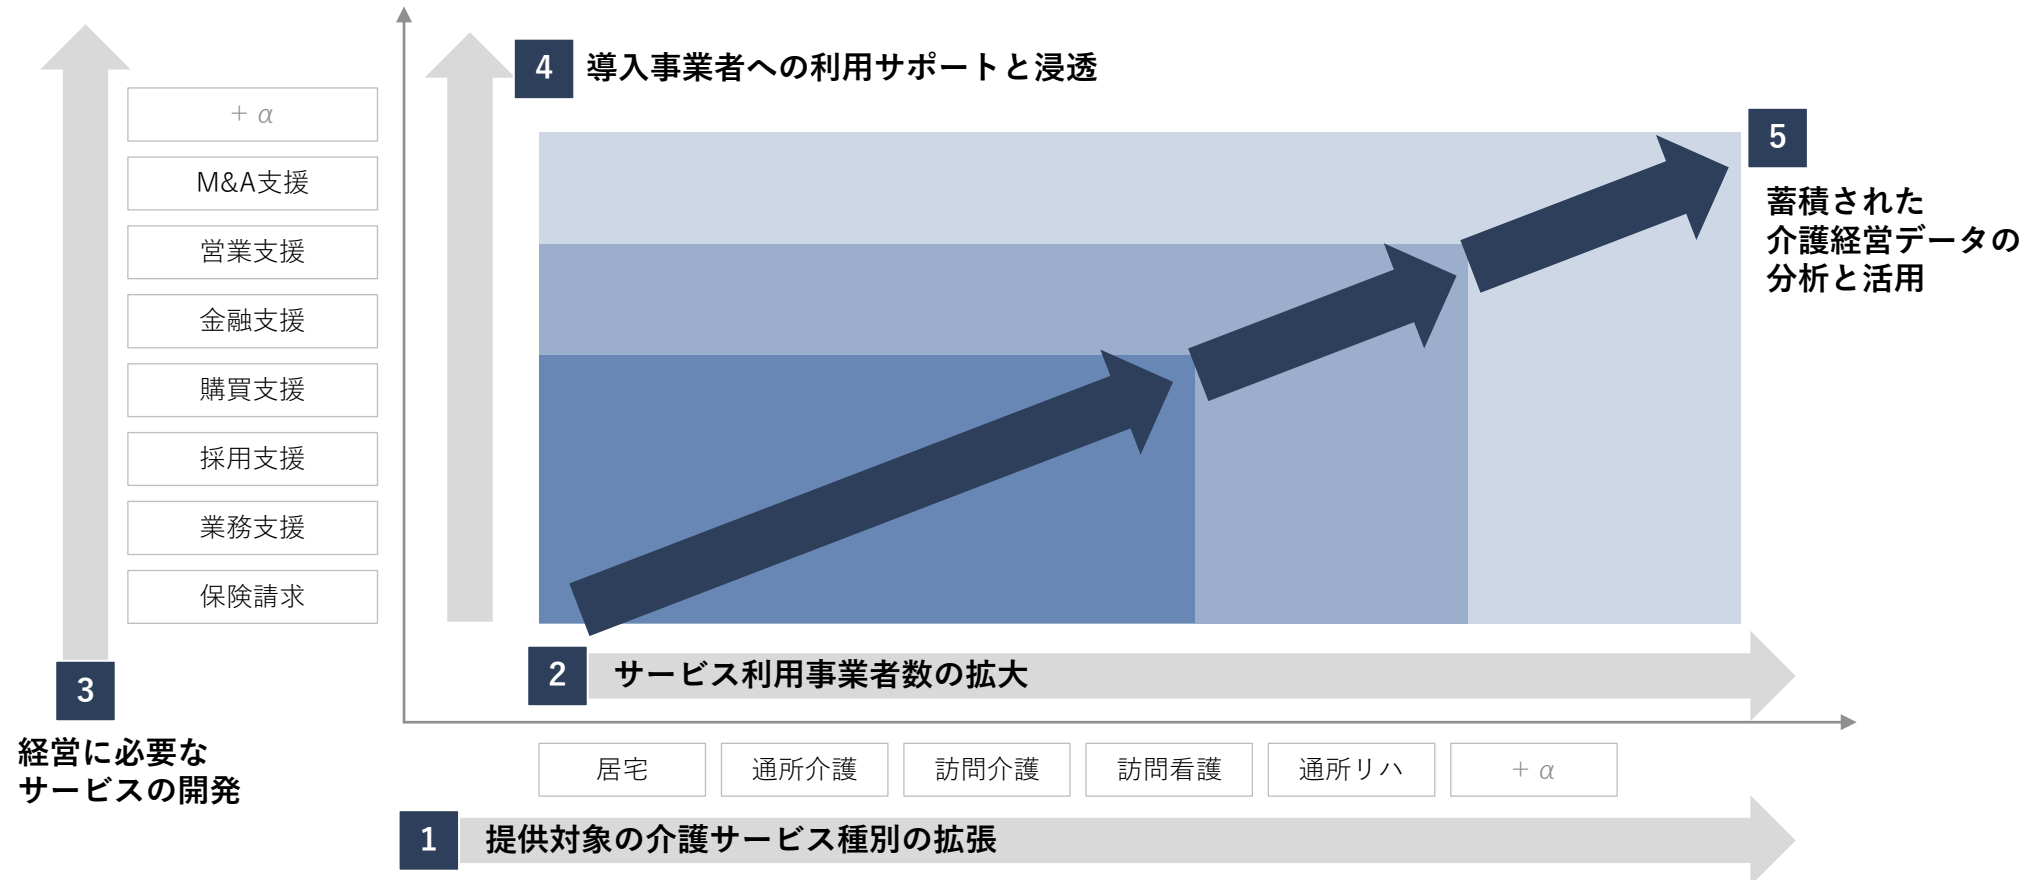 4 導入事業者への利用サポートと浸透
5
蓄積された
介護経営データの
分析と活用
+ α
M&A支援
営業支援
金融支援
購買支援
採用支援
業務支援
保険請求
3
経営に必要な
サービスの開発
2 サービス利用事業者数の拡大
居宅 通所介護 訪問介護 訪問看護 通所リハ + α
1 提供対象の介護サービス種別の拡張